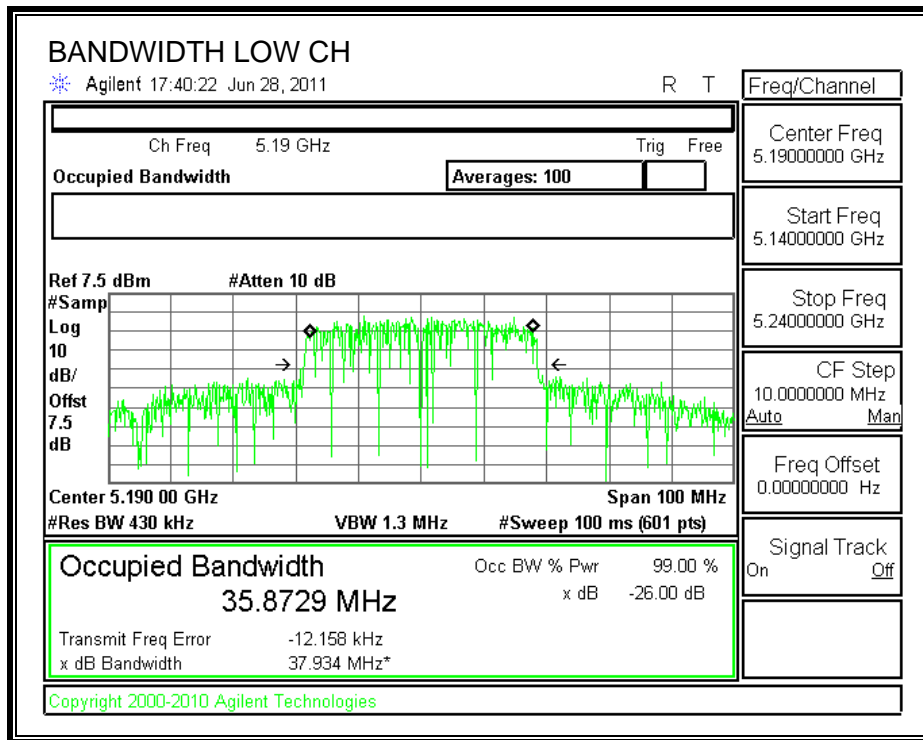 BANDWIDTH LOW CH
Agilent 17:40:22 Jun 28, 2011
R T
Freq/Channel
Ch Freq 5.19 GHz
Trig Free
Occupied Bandwidth
Averages: 100
Center Freq
5.19000000 GHz
Start Freq
5.14000000 GHz
Stop Freq
5.24000000 GHz
CF Step
10.0000000 MHz
Auto Man
Freq Offset
0.00000000 Hz
Signal Track
On Off
Ref 7.5 dBm
#Atten 10 dB
#Samp
Log
10
dB/
Offst
7.5
dB
Center 5.190 00 GHz
Span 100 MHz
#Res BW 430 kHz
VBW 1.3 MHz
#Sweep 100 ms (601 pts)
Occupied Bandwidth
35.8729 MHz
Occ BW % Pwr 99.00 %
x dB -26.00 dB
Transmit Freq Error -12.158 kHz
x dB Bandwidth 37.934 MHz*
Copyright 2000-2010 Agilent Technologies